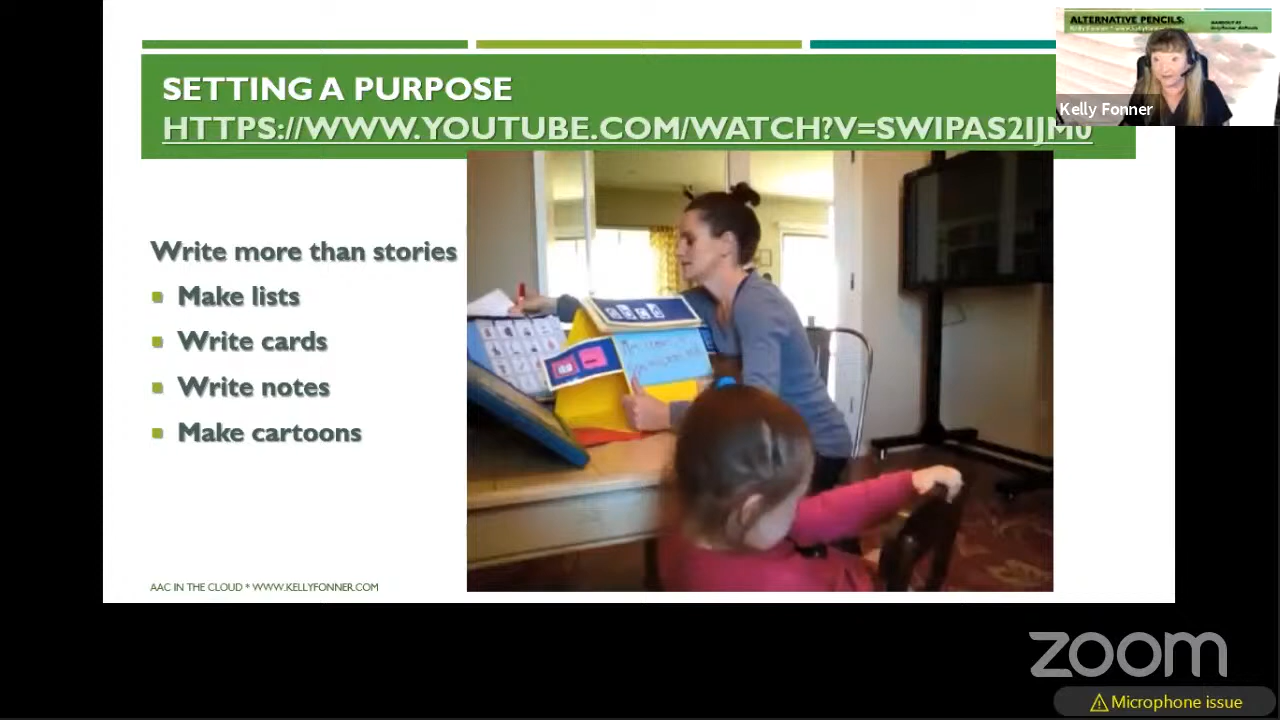 SETTING A PURPOSE
HTTPS://WWW.YOUTUBE.COM/WATCH?V=SWIPAS2IJM0
Write more than stories
Make lists
Write cards
Write notes
Make cartoons
AAC IN THE CLOUD * WWW.KELLYFONNER.COM
ALTERNATIVE PENCILS:
Kelly Fonner
zoom
Microphone issue